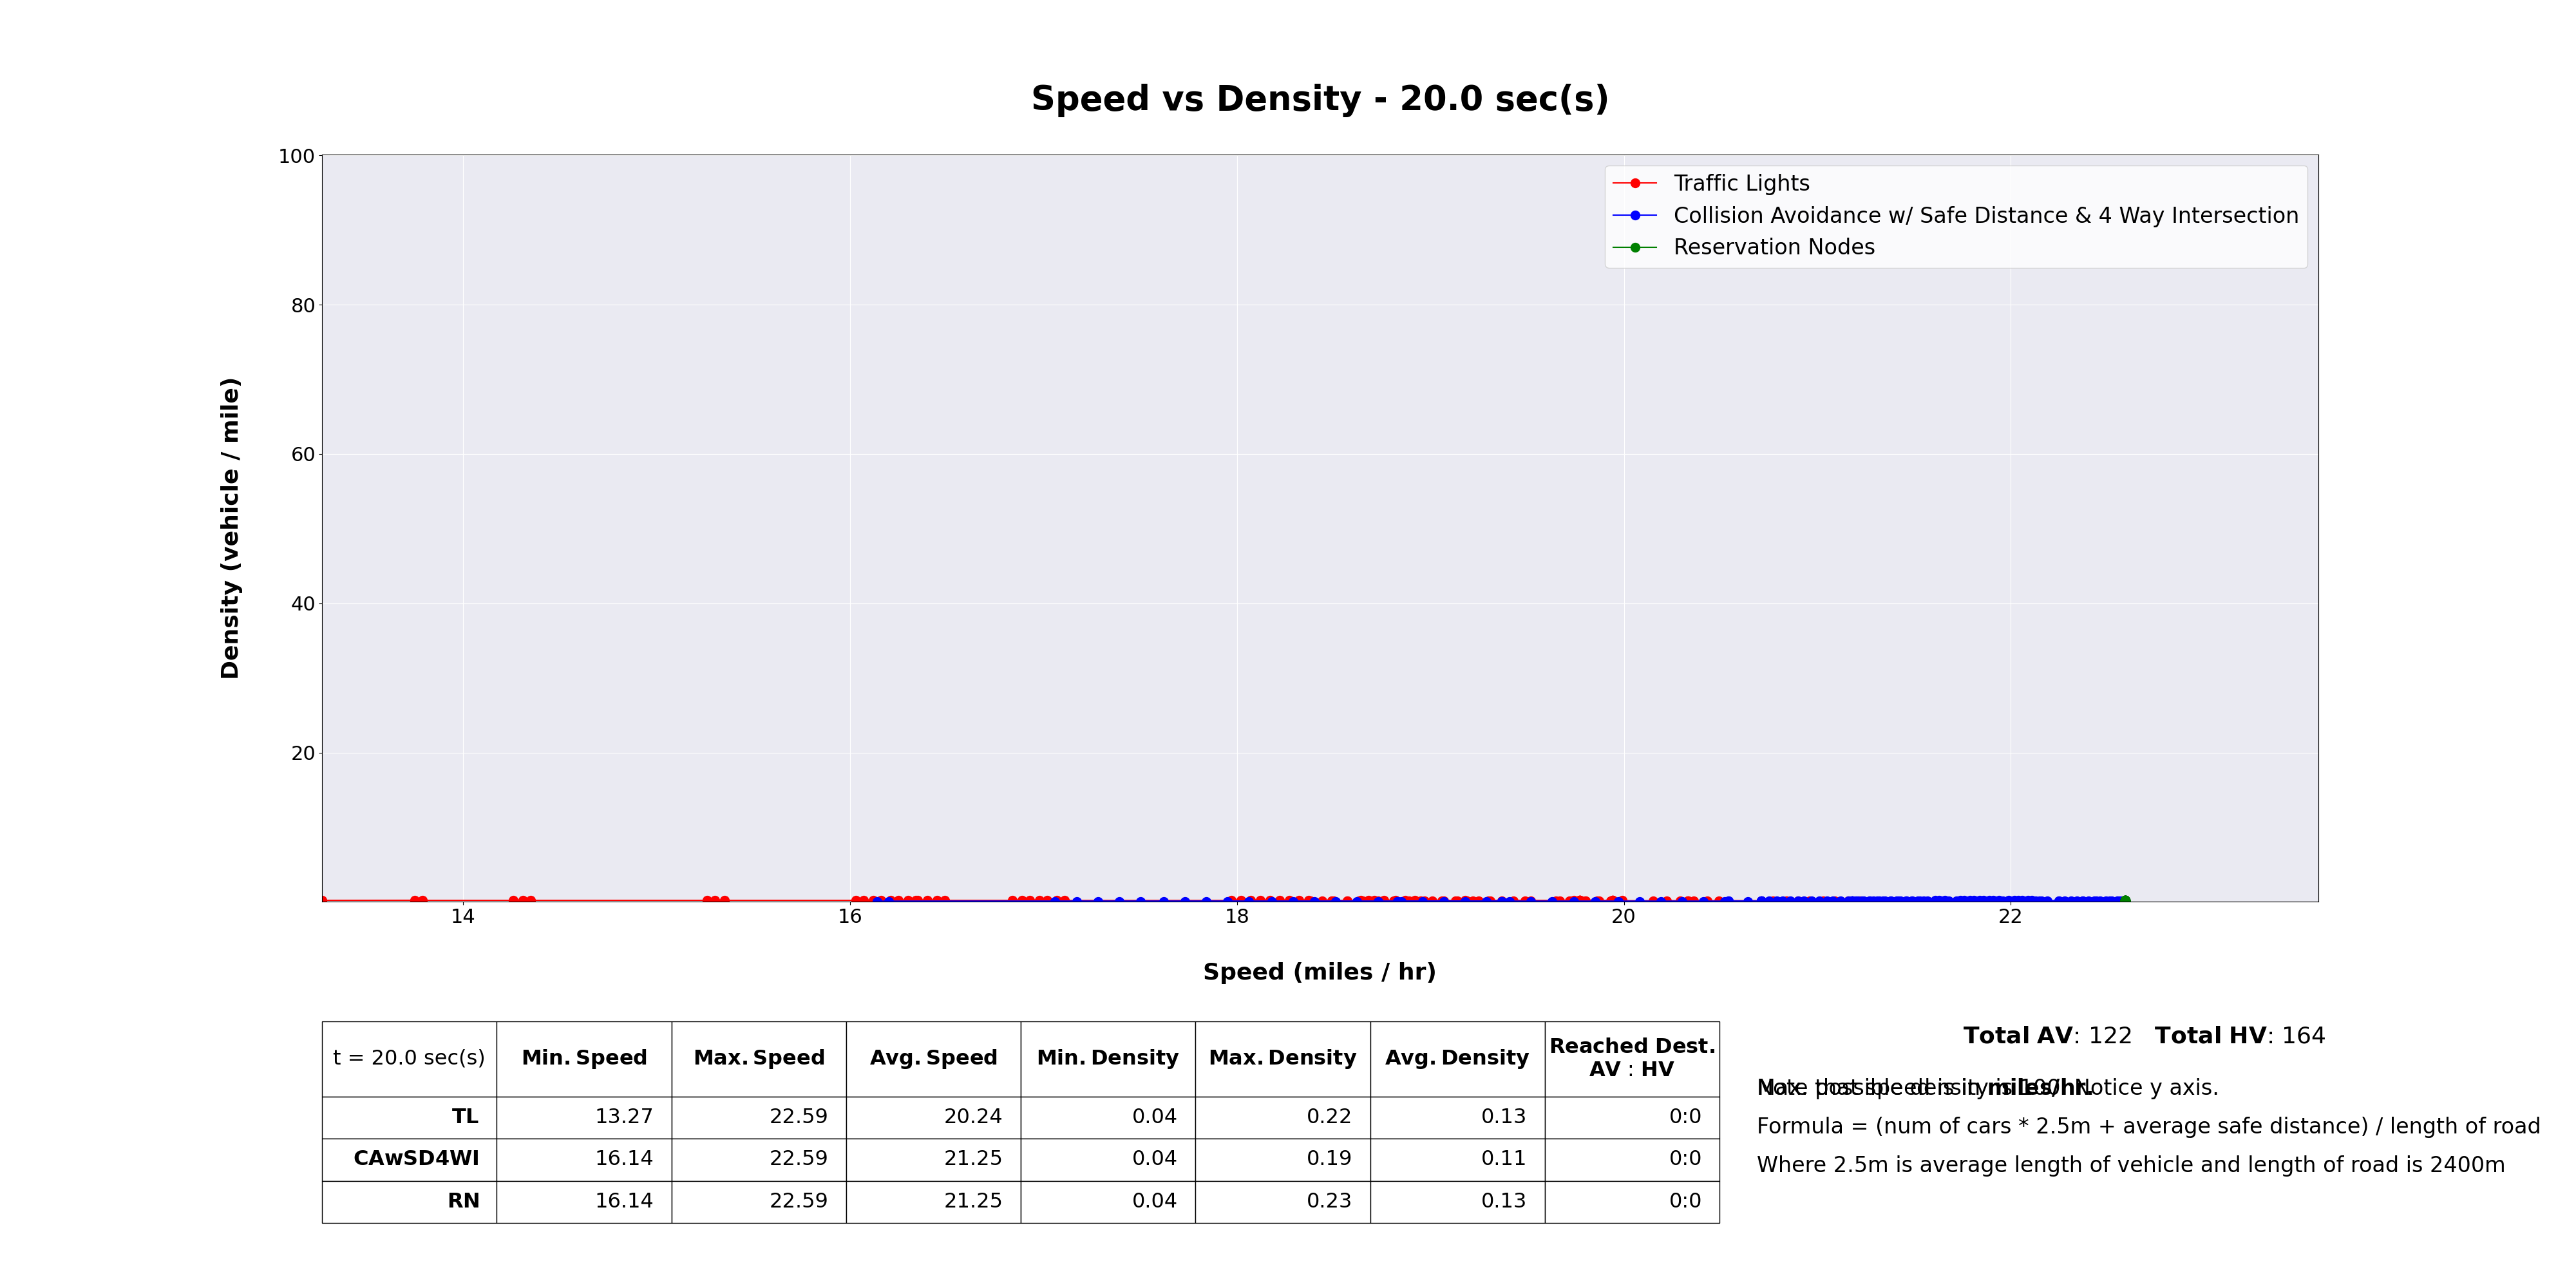 Speed vs Density - 20.0 sec(s)
Density (vehicle / mile)
100
80
60
40
20
Traffic Lights
Collision Avoidance w/ Safe Distance & 4 Way Intersection
Reservation Nodes
14 16 18 20 22
Speed (miles / hr)
t = 20.0 sec(s) Min. Speed Max. Speed Avg. Speed Min. Density Max. Density Avg. Density Reached Dest.
AV : HV
TL 13.27 22.59 20.24 0.04 0.22 0.13 0:0
CAwSD4WI 16.14 22.59 21.25 0.04 0.19 0.11 0:0
RN 16.14 22.59 21.25 0.04 0.23 0.13 0:0
Total AV: 122 Total HV: 164
Notice y axis.
Formula = (num of cars * 2.5m + average safe distance) / length of road
Where 2.5m is average length of vehicle and length of road is 2400m